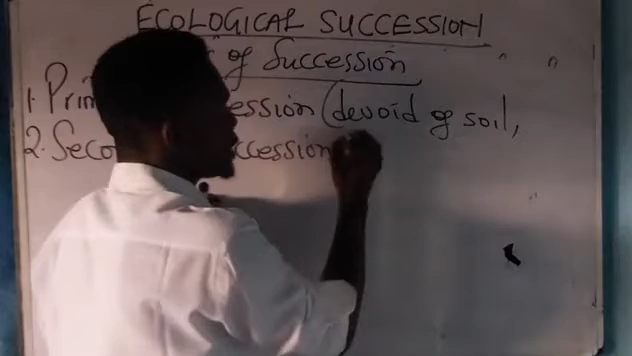 ECOLOGICAL SUCCESSION
of Succession
1. Prim ession (devoid of soil,
2. Seco ccession